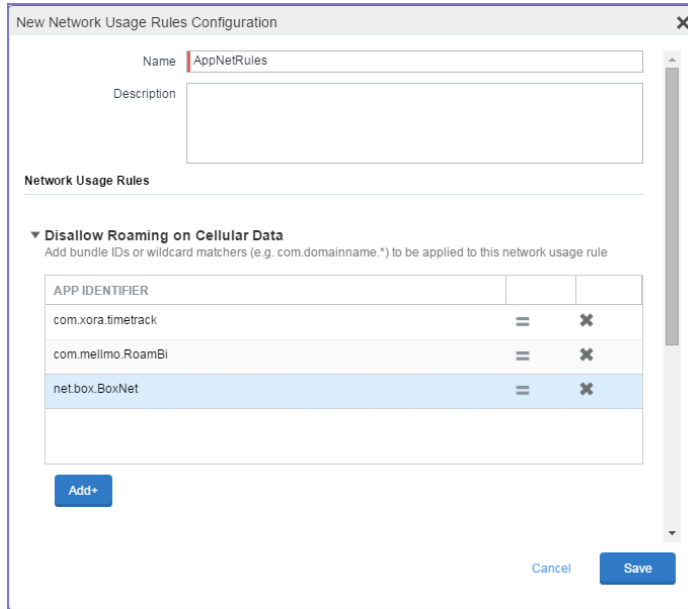 New Network Usage Rules Configuration
Name AppNetRules
Description
Network Usage Rules
Disallow Roaming on Cellular Data
Add bundle IDs or wildcard matchers (e.g. com.domainname.*) to be applied to this network usage rule
APP IDENTIFIER
com.xora.timetrack
com.mellmo.RoamBi
net.box.BoxNet
Add+
Cancel Save